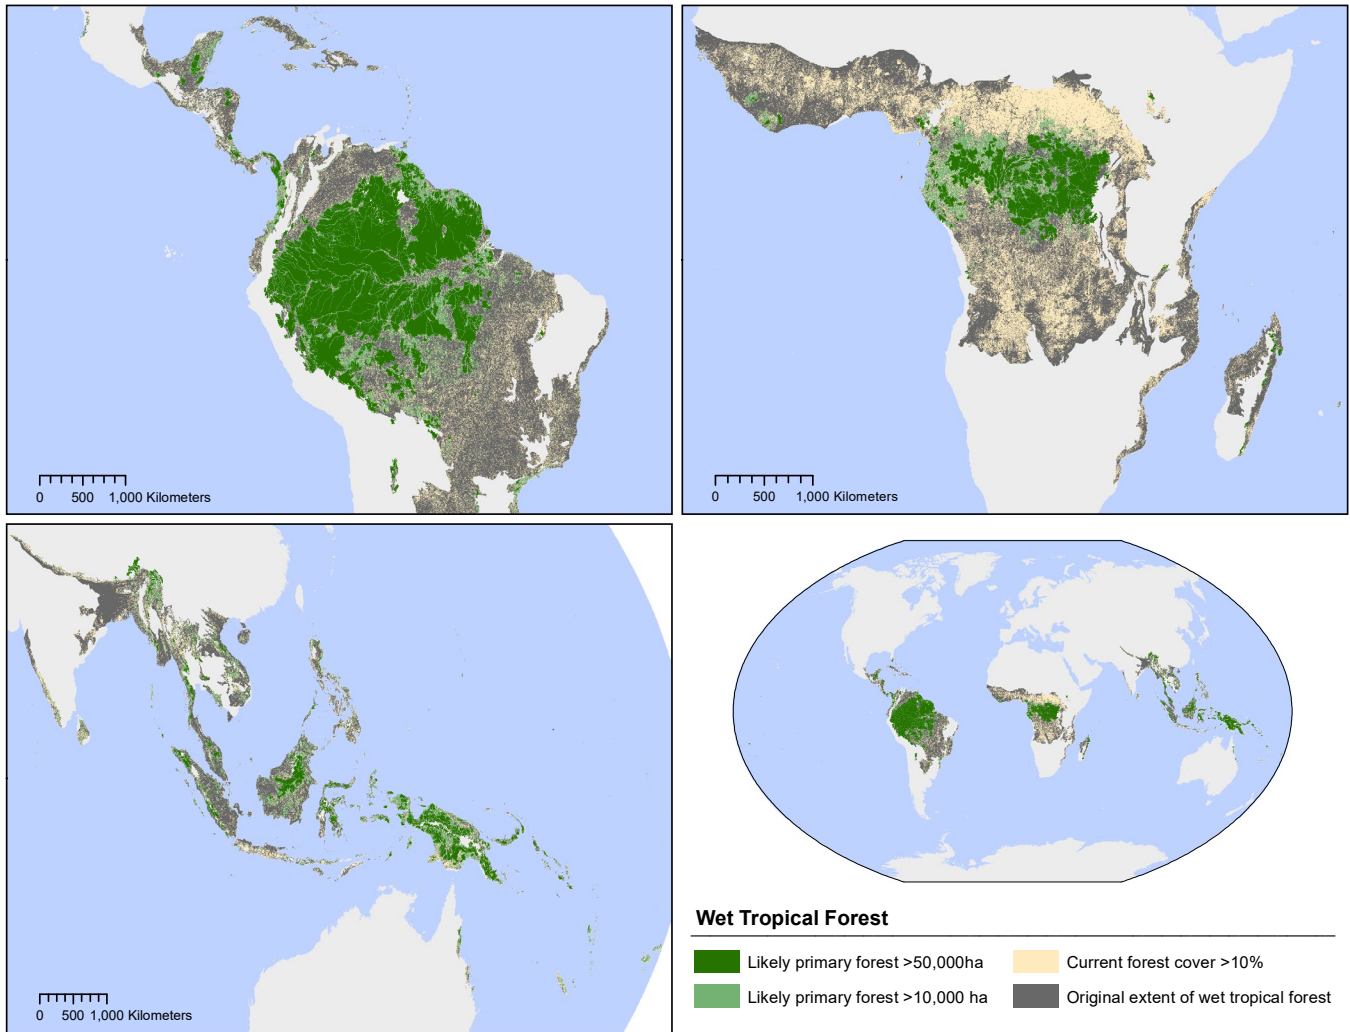 0 500 1,000 Kilometers
0 500 1,000 Kilometers
0 500 1,000 Kilometers
Wet Tropical Forest
Likely primary forest >50,000ha
Current forest cover >10%
Likely primary forest >10,000 ha
Original extent of wet tropical forest